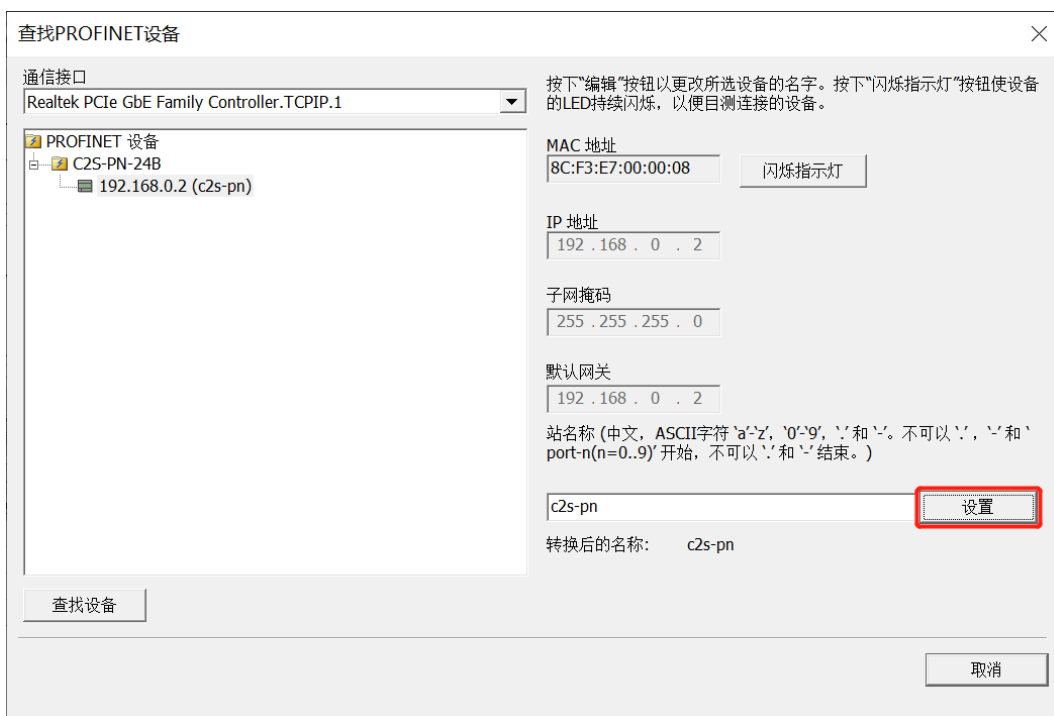 查找PROFINET设备
通信接口
Realtek PCIe GbE Family Controller.TCPIP.1
PROFINET 设备
C2S-PN-24B
192.168.0.2 (c2s-pn)
查找设备
按下“编辑”按钮以更改所选设备的名字。按下“闪烁指示灯”按钮使设备
的LED持续闪烁，以便目测连接的设备。
MAC 地址
8C:F3:E7:00:00:08
闪烁指示灯
IP 地址
192 . 168 . 0 . 2
子网掩码
255 . 255 . 255 . 0
默认网关
192 . 168 . 0 . 2
站名称 (中文，ASCII字符 ‘a’-‘z’, ‘0’-‘9’, ‘.’ 和 ‘-’。不可以 ‘.’ , ‘-’ 和 ‘
port-n(n=0..9)’ 开始，不可以 ‘.’ 和 ‘-’ 结束。)
c2s-pn
设置
转换后的名称: c2s-pn
取消